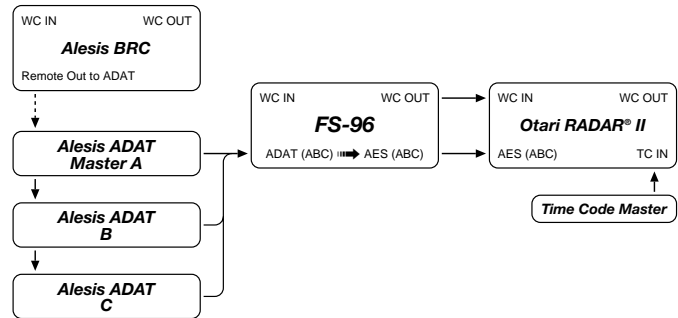 WC IN WC OUT
Alesis BRC
Remote Out to ADAT
Alesis ADAT
Master A
Alesis ADAT
B
Alesis ADAT
C
WC IN WC OUT
FS-96
ADAT (ABC) AES (ABC)
WC IN WC OUT
Otari RADAR® II
AES (ABC) TC IN
Time Code Master